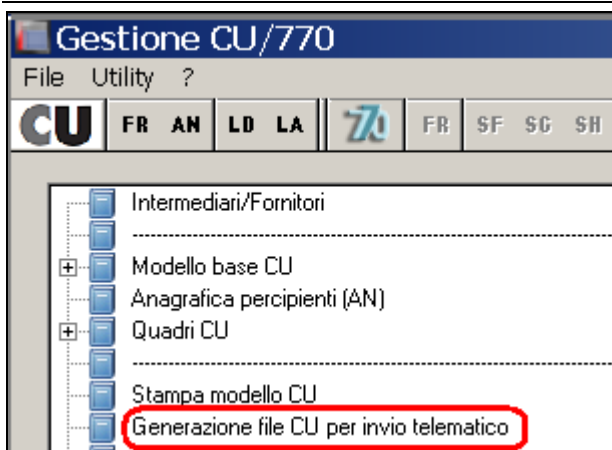 Gestione CU/770
File Utility ?
CU FR AN LD LA 770 FR SF SG SH
Intermediari/Fornitori
--------------------------------------------------------
Modello base CU
Anagrafica percipienti (AN)
Quadri CU
--------------------------------------------------------
Stampa modello CU
Generazione file CU per invio telematico